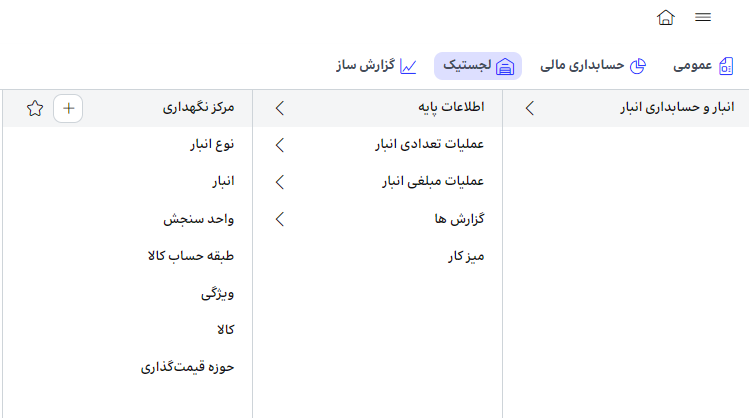 عمومی
حسابداری مالی
لجستیک
گزارش ساز
انبار و حسابداری انبار
اطلاعات پایه
عملیات تعدادی انبار
عملیات مبلغی انبار
گزارش ها
میز کار
مرکز نگهداری
نوع انبار
انبار
واحد سنجش
طبقه حساب کالا
ویژگی
کالا
حوزه قیمت‌گذاری